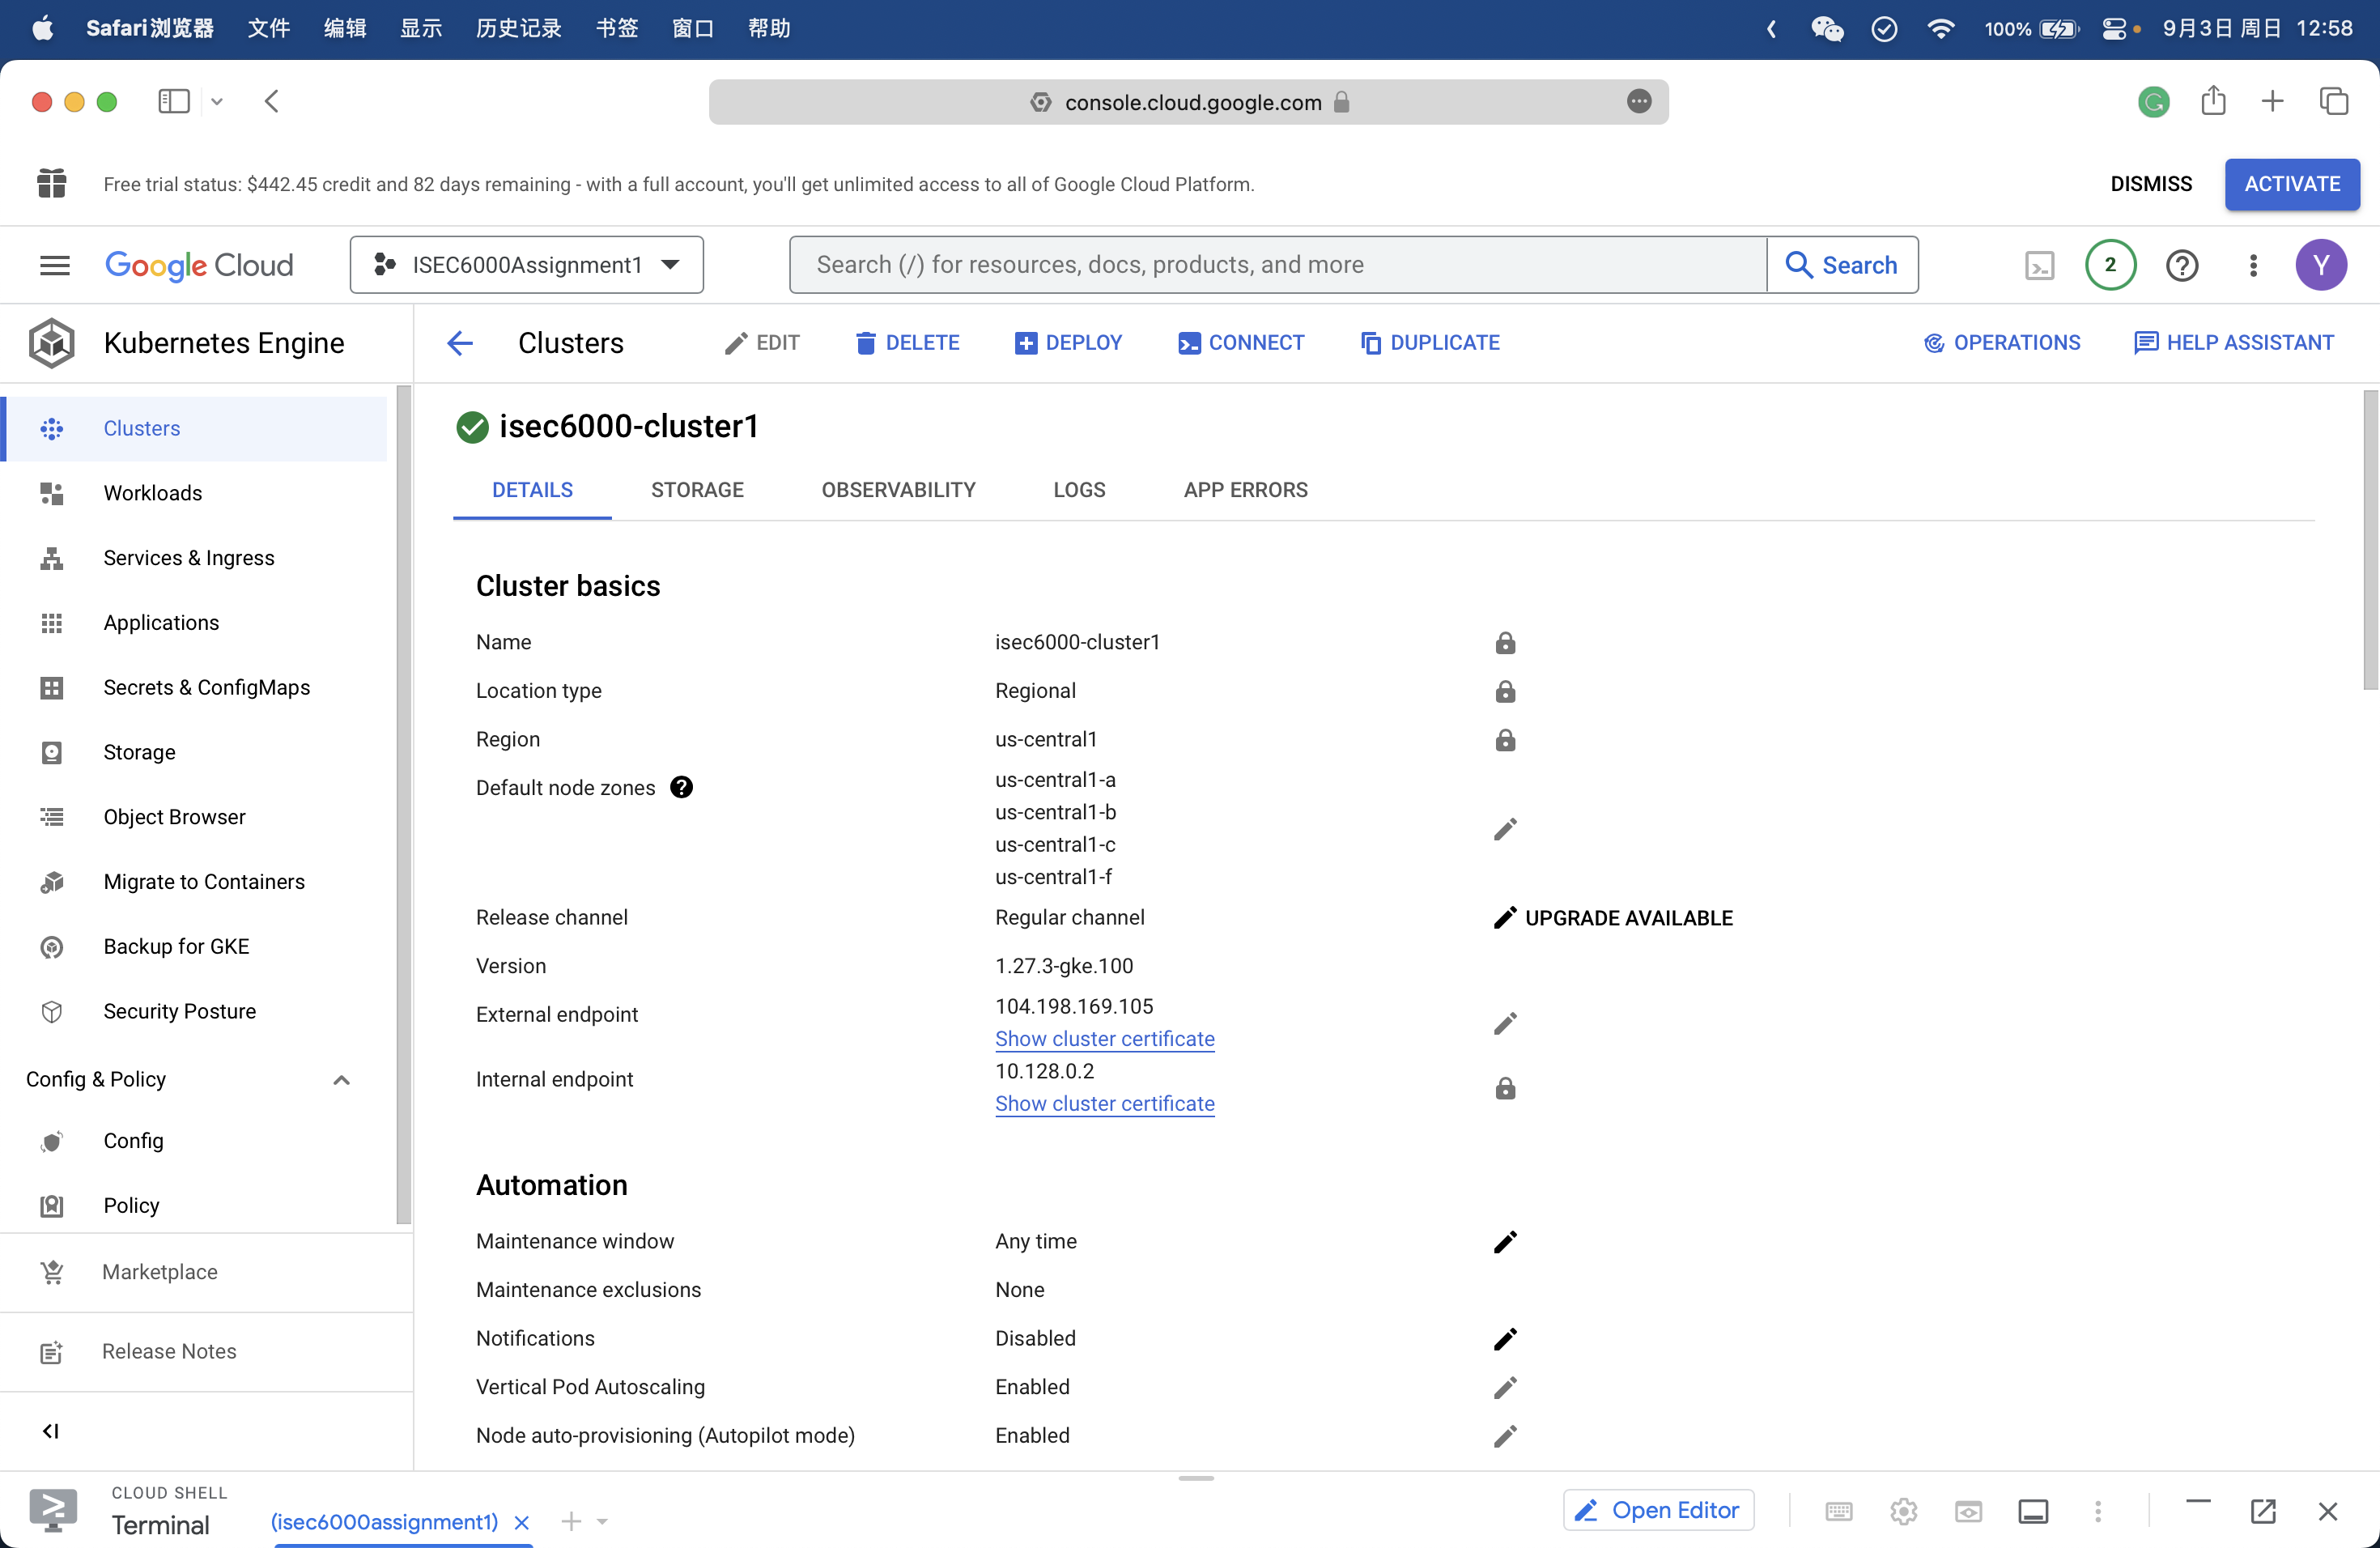 Safari浏览器 文件 编辑 显示 历史记录 书签 窗口 帮助 100% 9月3日 周日 12:58
console.cloud.google.com
Free trial status: $442.45 credit and 82 days remaining - with a full account, you'll get unlimited access to all of Google Cloud Platform. DISMISS ACTIVATE
Google Cloud ISEC6000Assignment1 Search (/) for resources, docs, products, and more Search 2 Y
Kubernetes Engine
Clusters EDIT DELETE DEPLOY CONNECT DUPLICATE OPERATIONS HELP ASSISTANT
Clusters
Workloads
Services & Ingress
Applications
Secrets & ConfigMaps
Storage
Object Browser
Migrate to Containers
Backup for GKE
Security Posture
Config & Policy
Config
Policy
Marketplace
Release Notes
isec6000-cluster1
DETAILS STORAGE OBSERVABILITY LOGS APP ERRORS
Cluster basics
Name isec6000-cluster1
Location type Regional
Region us-central1
Default node zones us-central1-a
us-central1-b
us-central1-c
us-central1-f
Release channel Regular channel UPGRADE AVAILABLE
Version 1.27.3-gke.100
External endpoint 104.198.169.105
Show cluster certificate
Internal endpoint 10.128.0.2
Show cluster certificate
Automation
Maintenance window Any time
Maintenance exclusions None
Notifications Disabled
Vertical Pod Autoscaling Enabled
Node auto-provisioning (Autopilot mode) Enabled
CLOUD SHELL
Terminal (isec6000assignment1) Open Editor